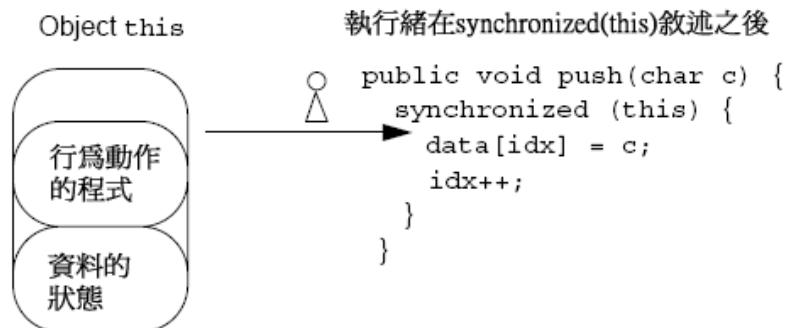 Object this
執行緒在synchronized(this)敘述之後
public void push(char c) {
synchronized (this) {
data[idx] = c;
idx++;
}
}
行為動作
的程式
資料的
狀態